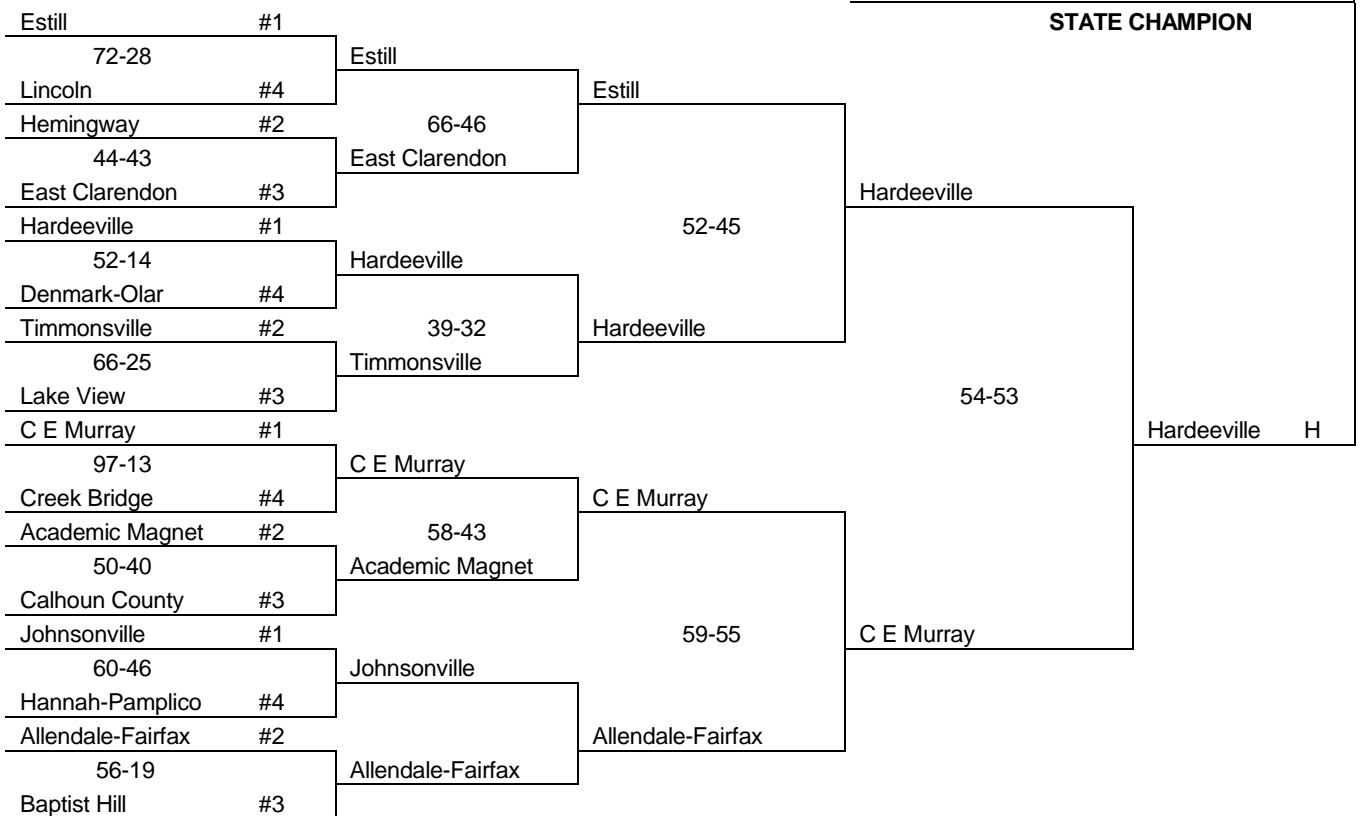 Estill #1 STATE CHAMPION
72-28 Estill
Lincoln #4 Estill
Hemingway #2 66-46
44-43 East Clarendon
East Clarendon #3 Hardeeville
Hardeeville #1 52-45
52-14 Hardeeville
Denmark-Olar #4
Timmonsville #2 39-32 Hardeeville
66-25 Timmonsville
Lake View #3 54-53
C E Murray #1 Hardeeville H
97-13 C E Murray
Creek Bridge #4 C E Murray
Academic Magnet #2 58-43
50-40 Academic Magnet
Calhoun County #3
Johnsonville #1 59-55 C E Murray
60-46 Johnsonville
Hannah-Pamplico #4
Allendale-Fairfax #2 Allendale-Fairfax
56-19 Allendale-Fairfax
Baptist Hill #3